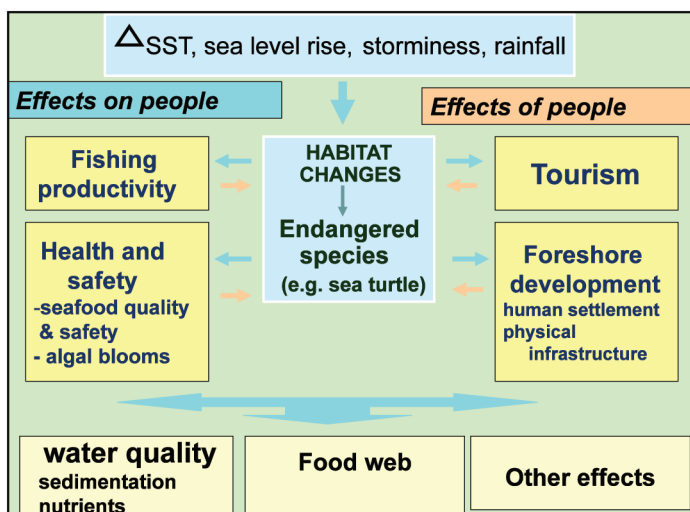 △SST, sea level rise, storminess, rainfall
Effects on people
Effects of people
Fishing
productivity
HABITAT
CHANGES
Endangered
species
(e.g. sea turtle)
Tourism
Health and
safety
-seafood quality
& safety
- algal blooms
Foreshore
development
human settlement
physical
infrastructure
water quality
sedimentation
nutrients
Food web
Other effects